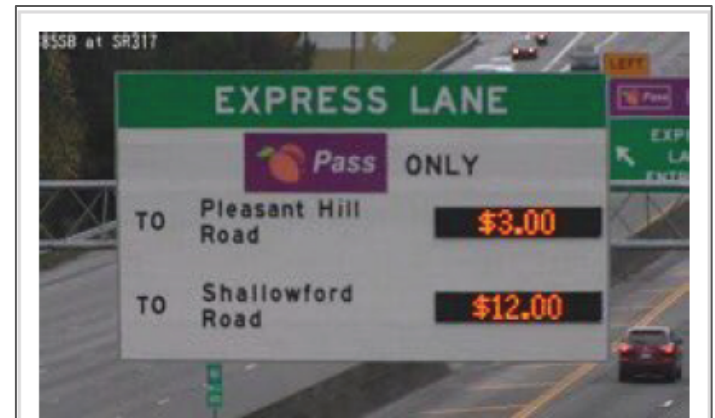 85SB at SR317
LEFT
EXPRESS LANE
Pass
Pass ONLY
TO Pleasant Hill
Road
$3.00
TO Shallowford
Road
$12.00